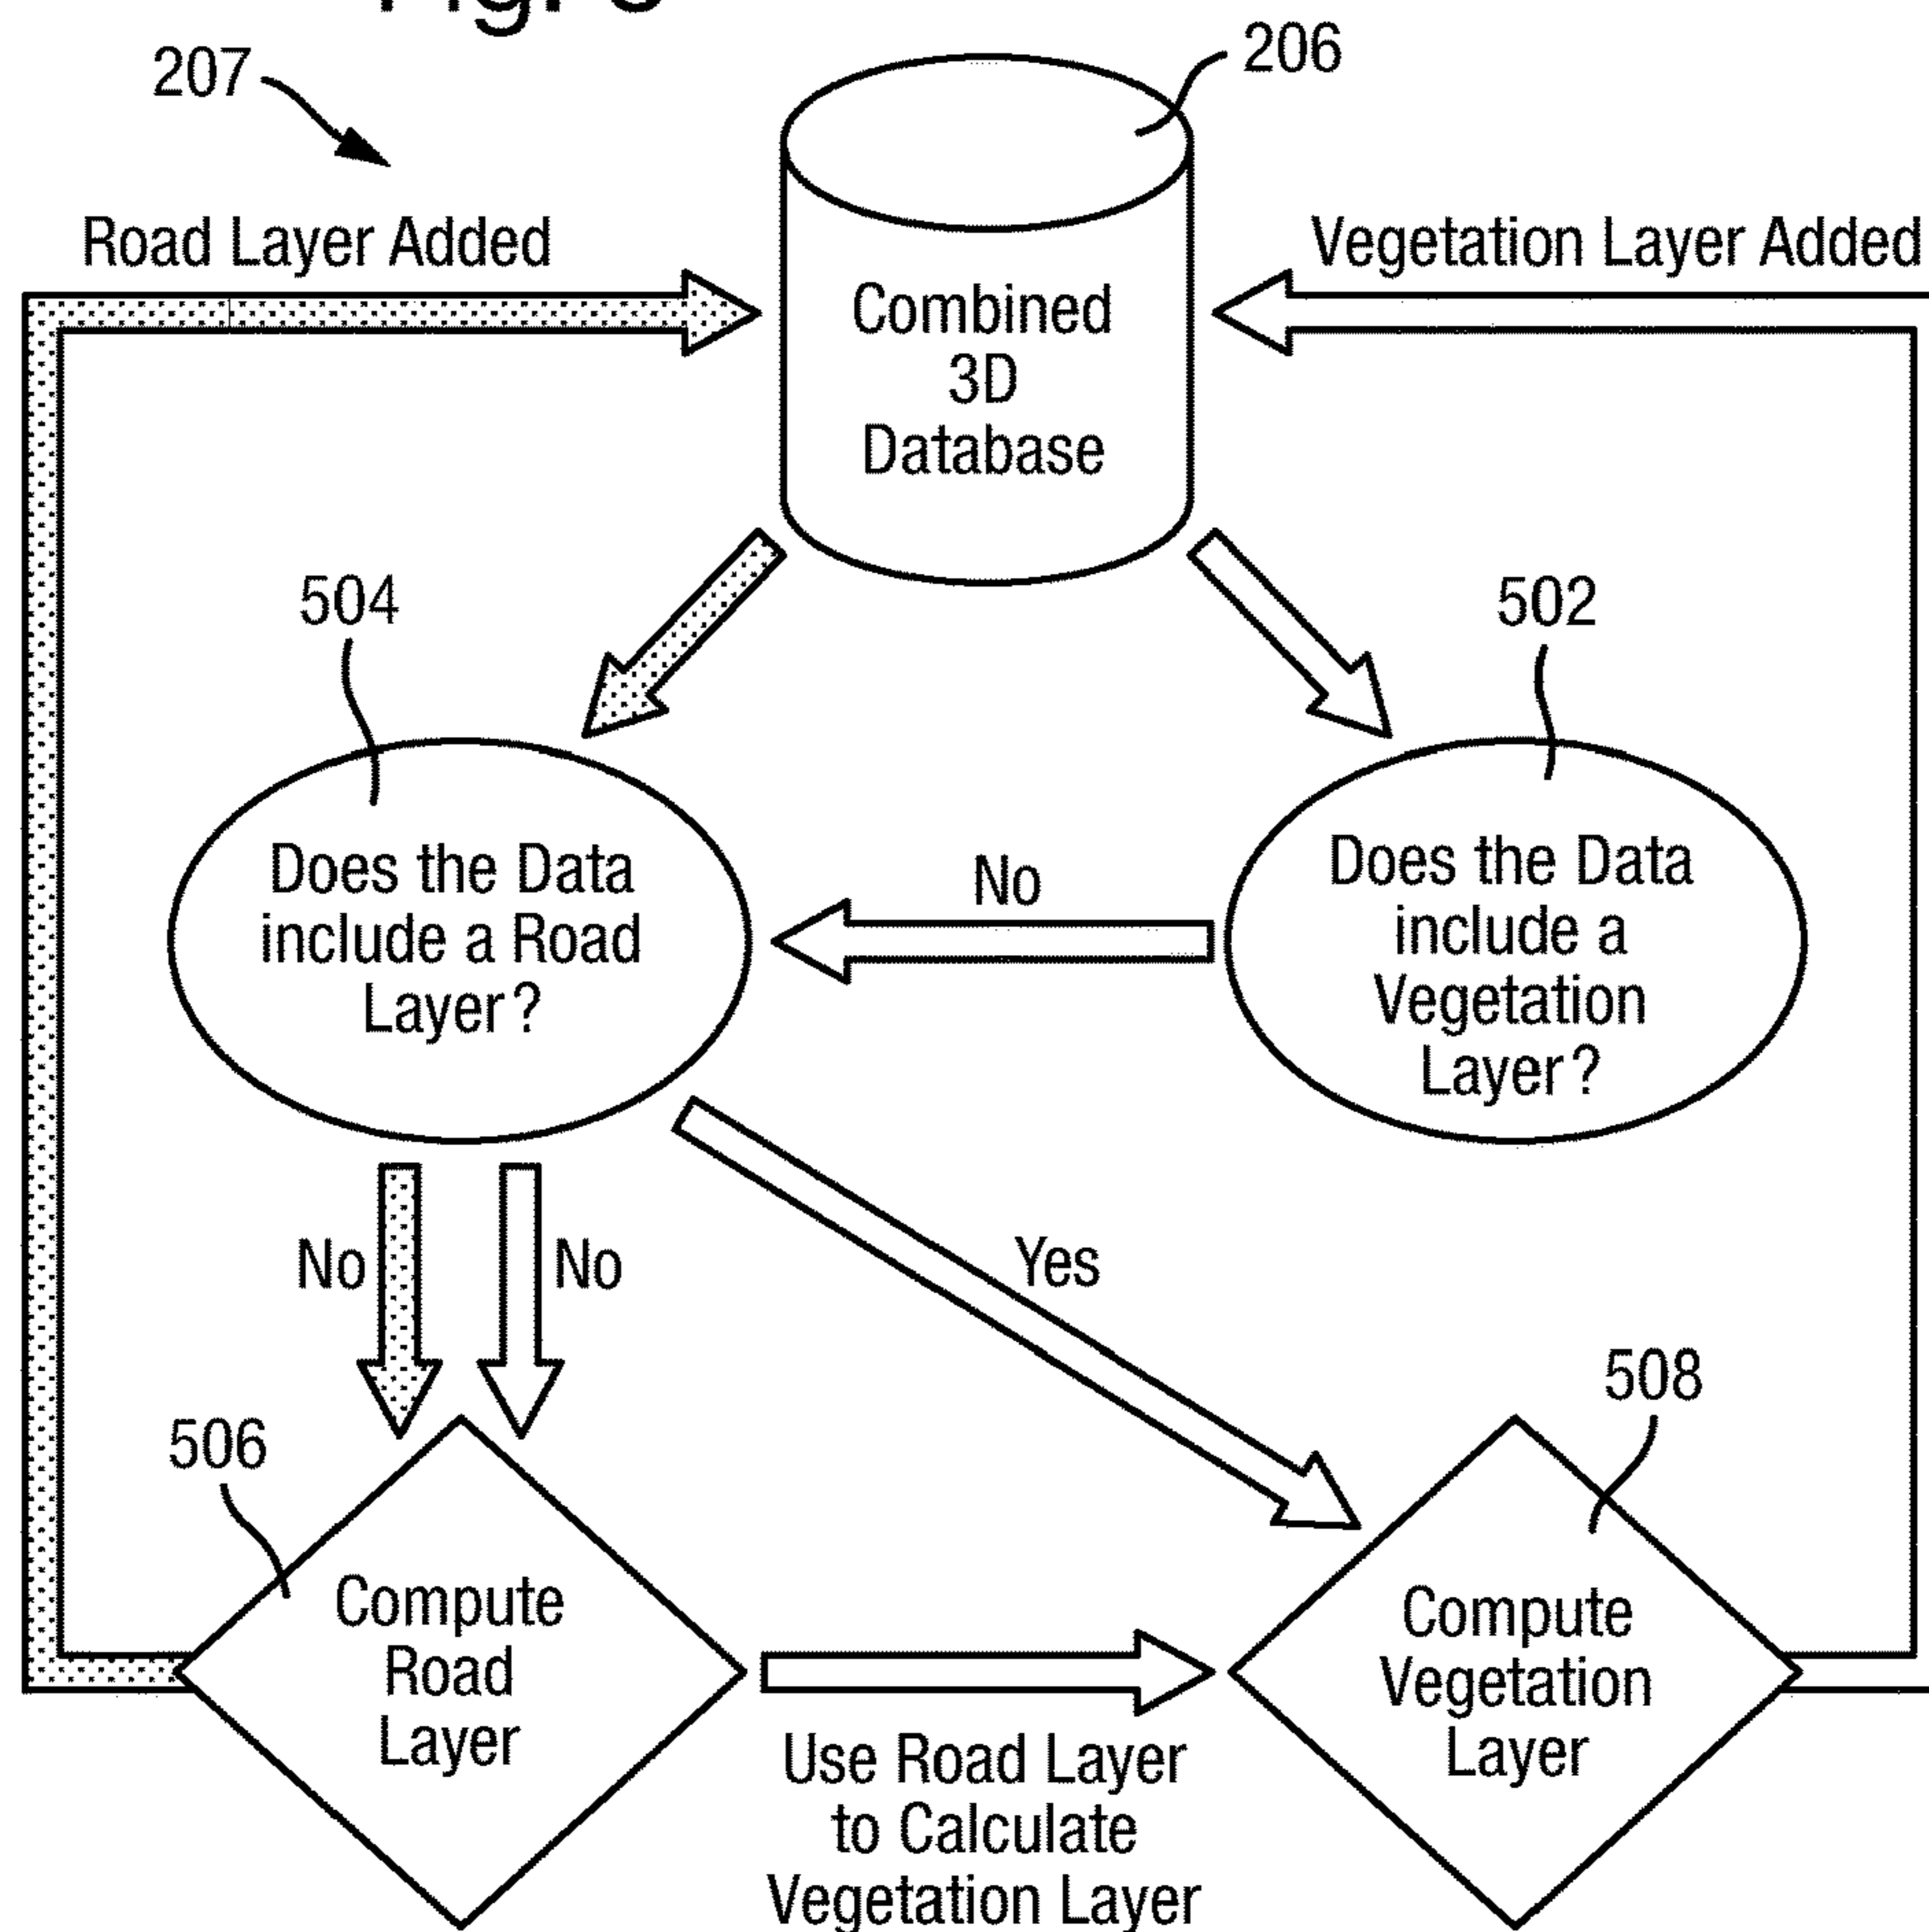 207
206
Road Layer Added
Vegetation Layer Added
Combined
3D
Database
504
502
Does the Data
include a Road
Layer?
No
Does the Data
include a
Vegetation
Layer?
No
No
Yes
506
508
Compute
Road
Layer
Compute
Vegetation
Layer
Use Road Layer
to Calculate
Vegetation Layer